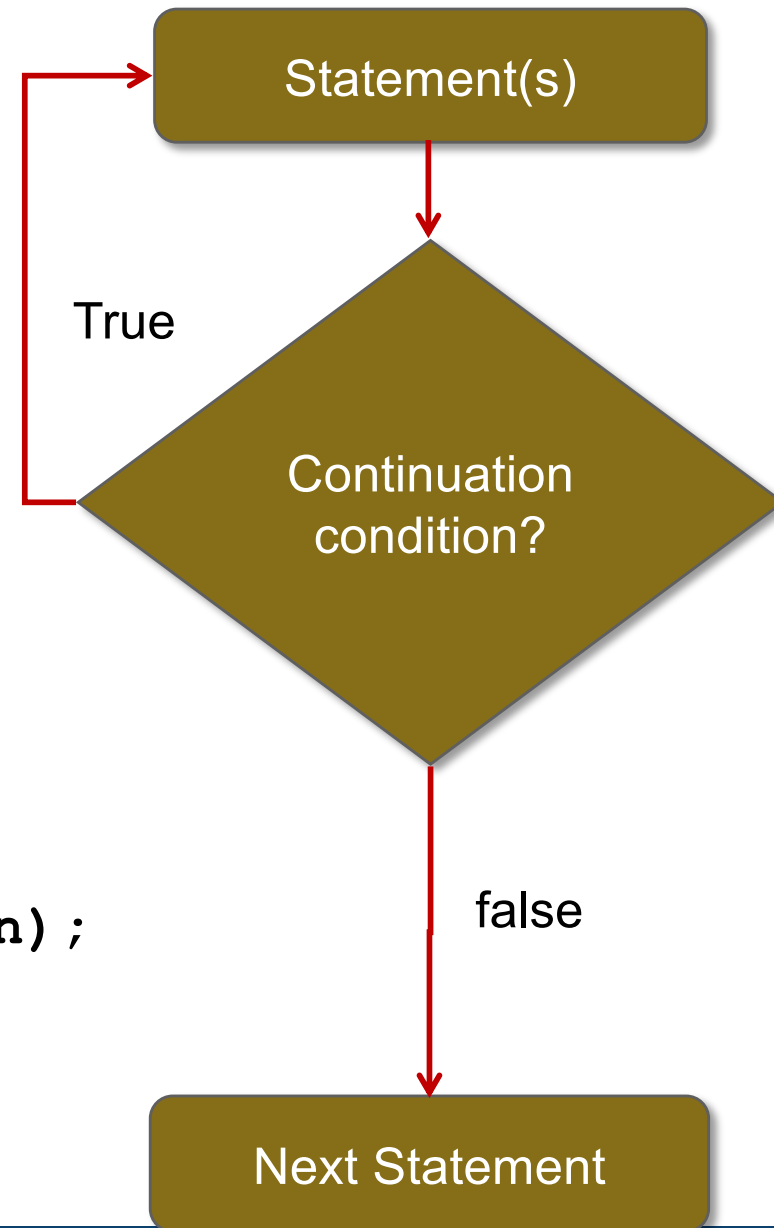 Statement(s)
True
Continuation
condition?
n);
false
Next Statement